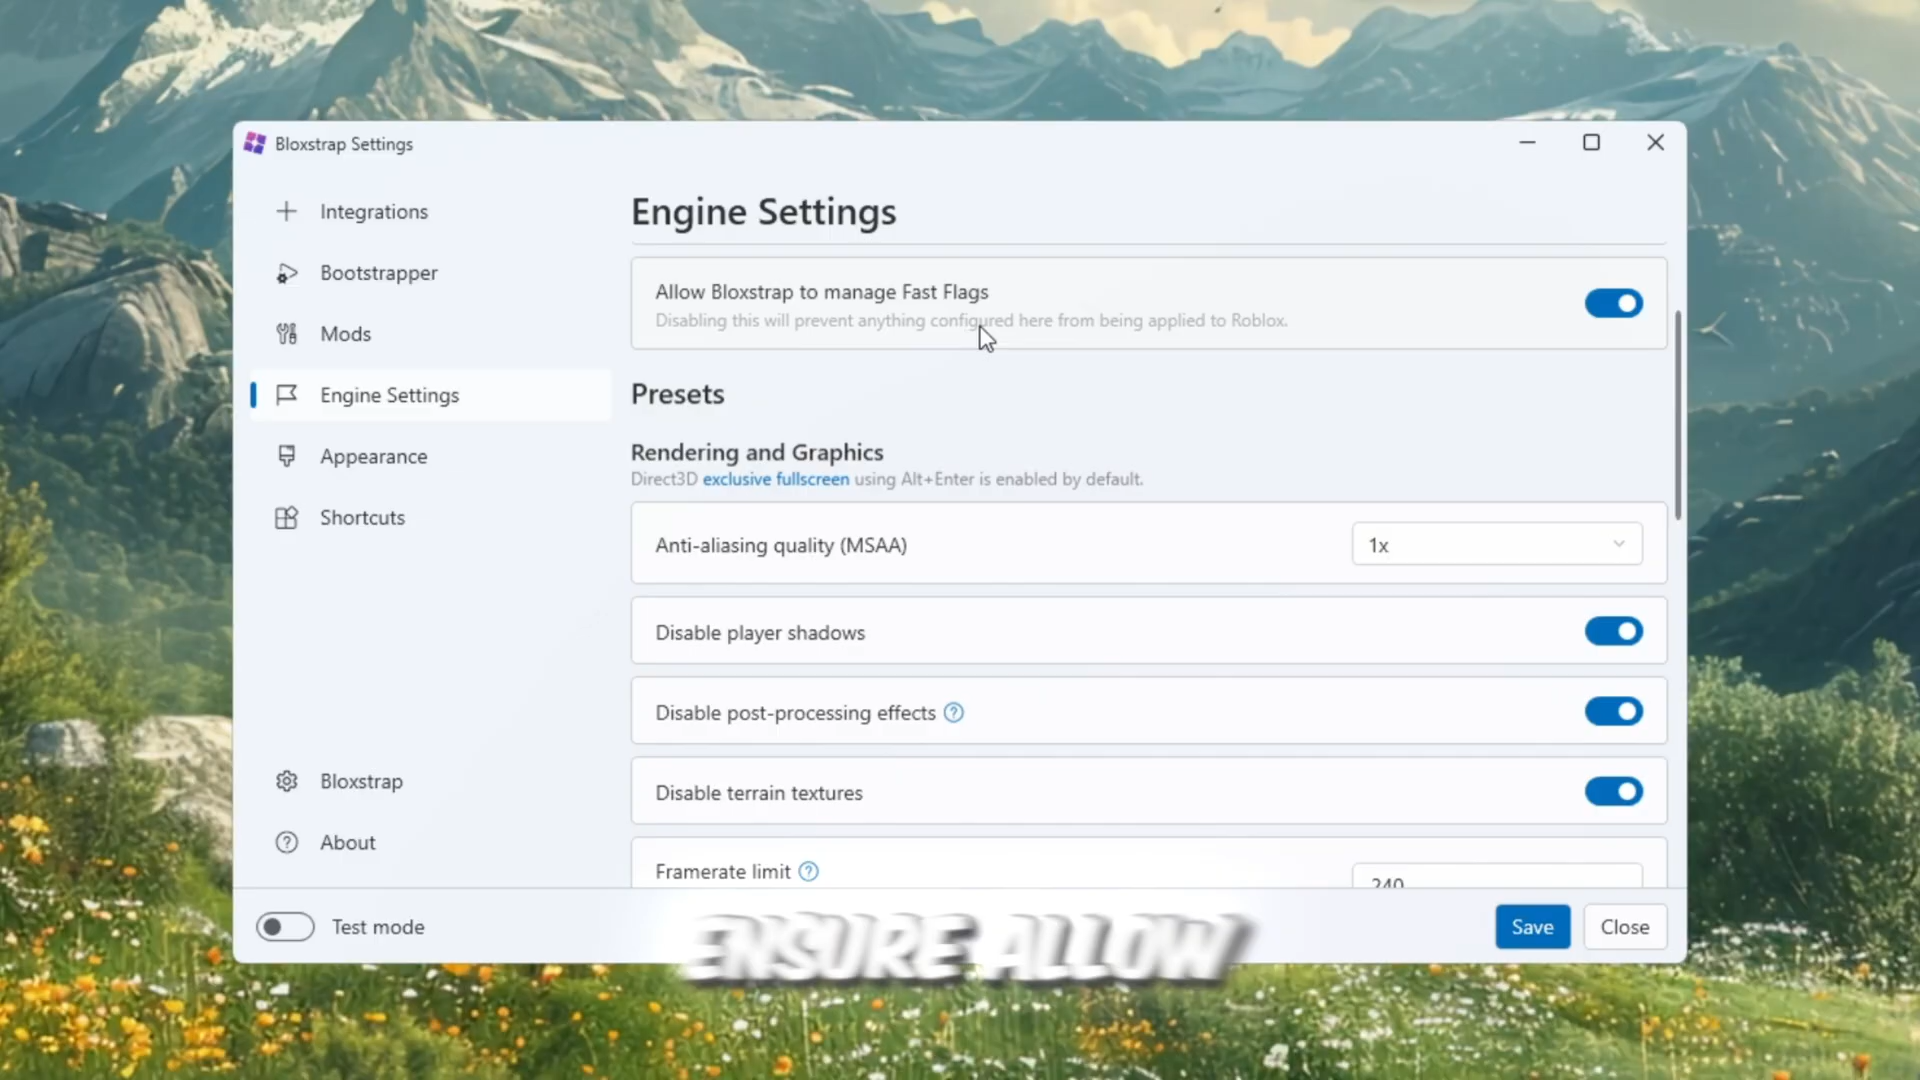 Bloxstrap Settings
Integrations
Bootstrapper
Mods
Engine Settings
Appearance
Shortcuts
Bloxstrap
About
Test mode
Engine Settings
Allow Bloxstrap to manage Fast Flags
Disabling this will prevent anything configured here from being applied to Roblox.
Presets
Rendering and Graphics
Direct3D exclusive fullscreen using Alt+Enter is enabled by default.
Anti-aliasing quality (MSAA)
1x
Disable player shadows
Disable post-processing effects
Disable terrain textures
Framerate limit
240
Save
Close
ENSURE ALLOW